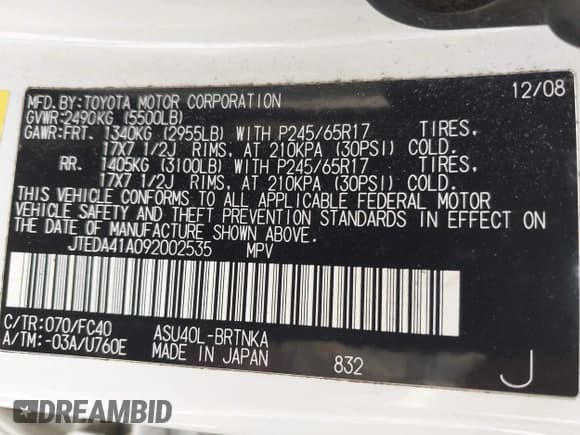 MFD.BY:TOYOTA MOTOR CORPORATION 12/08
GVWR:2490KG (5500LB)
GAWR:FRT. 1340KG (2955LB) WITH P245/65R17 TIRES,
17X7 1/2J RIMS, AT 210KPA (30PSI) COLD.
RR. 1405KG (3100LB) WITH P245/65R17 TIRES,
17X7 1/2J RIMS, AT 210KPA (30PSI) COLD.
THIS VEHICLE CONFORMS TO ALL APPLICABLE FEDERAL MOTOR
VEHICLE SAFETY AND THEFT PREVENTION STANDARDS IN EFFECT ON
THE DATE OF MANUFACTURE SHOWN ABOVE.
JTEDA41A092002535 MPV
C/TR:070/FC40 ASU40L-BRTNKA
A/TM:-03A/U760E MADE IN JAPAN 832 J
DREAMBID